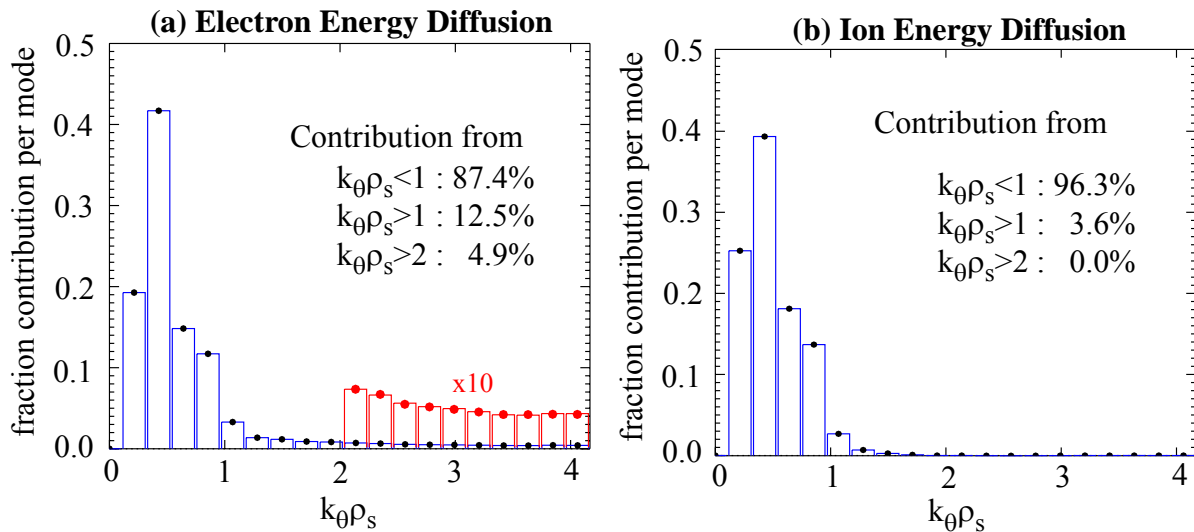 (a) Electron Energy Diffusion
fraction contribution per mode
0.5
0.4
0.3
0.2
0.1
0.0
Contribution from
kθρs<1 : 87.4%
kθρs>1 : 12.5%
kθρs>2 : 4.9%
x10
0 1 2 3 4
kθρs
(b) Ion Energy Diffusion
fraction contribution per mode
0.5
0.4
0.3
0.2
0.1
0.0
Contribution from
kθρs<1 : 96.3%
kθρs>1 : 3.6%
kθρs>2 : 0.0%
0 1 2 3 4
kθρs